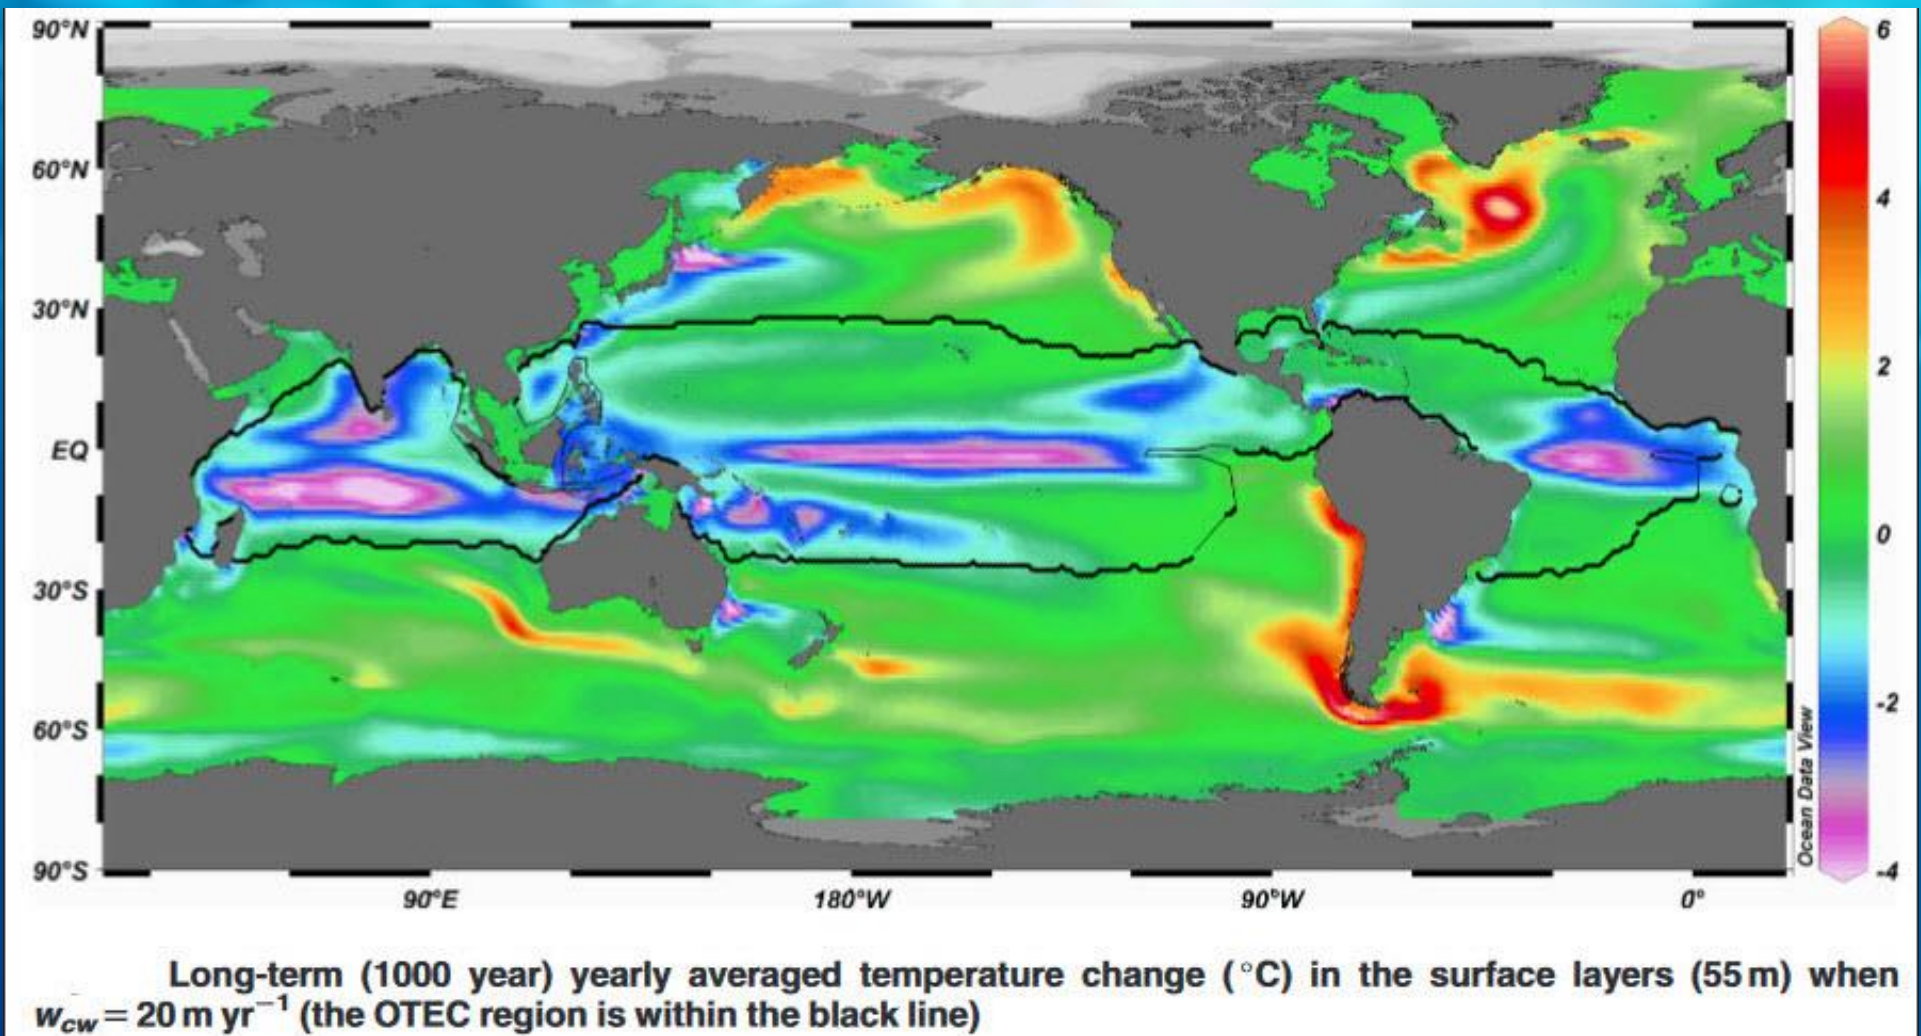 90°N
60°N
30°N
EQ
30°S
60°S
90°S
90°E
180°W
90°W
0°
6
4
2
0
-2
-4
Ocean Data View
Long-term (1000 year) yearly averaged temperature change (°C) in the surface layers (55 m) when
w_cw = 20 m yr⁻¹ (the OTEC region is within the black line)